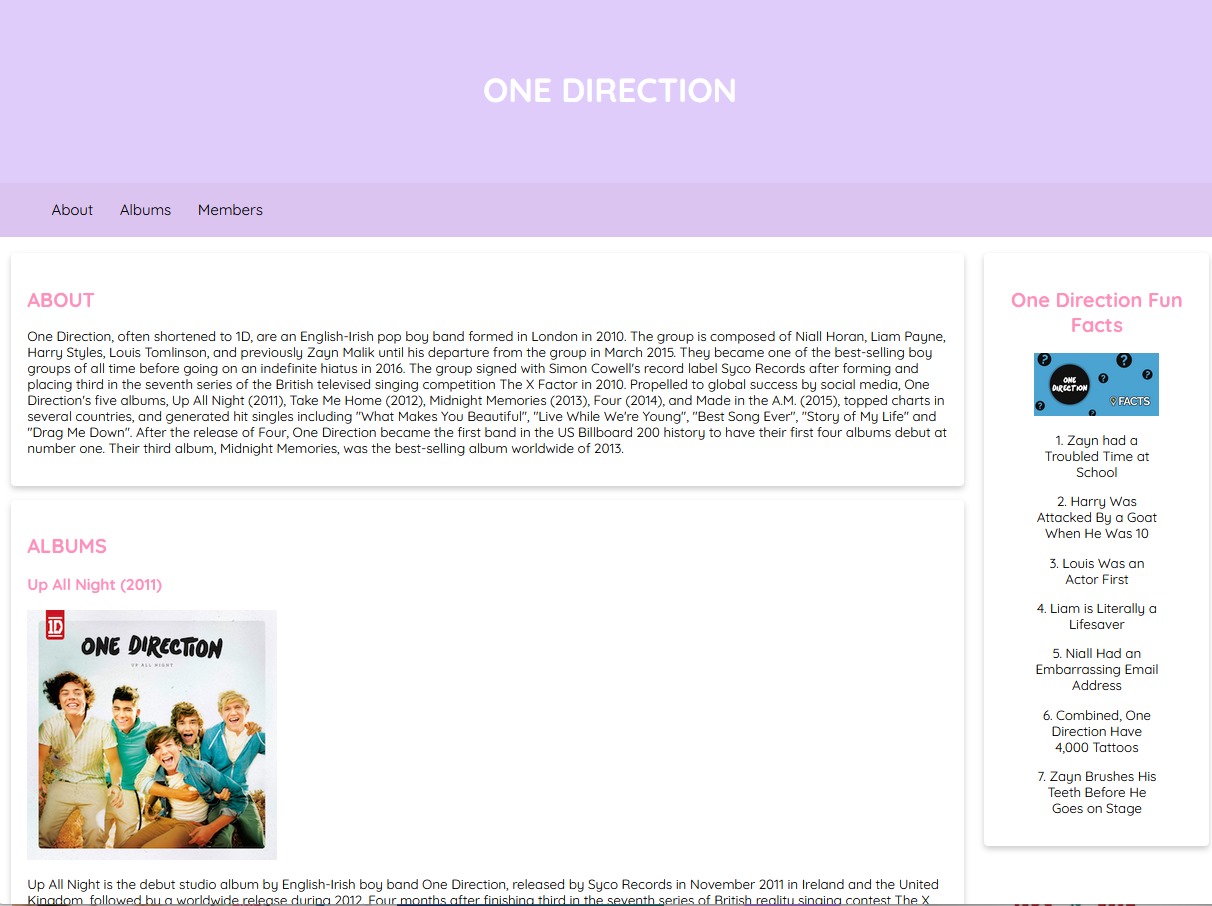 ONE DIRECTION
About Albums Members
ABOUT
One Direction, often shortened to 1D, are an English-Irish pop boy band formed in London in 2010. The group is composed of Niall Horan, Liam Payne,
Harry Styles, Louis Tomlinson, and previously Zayn Malik until his departure from the group in March 2015. They became one of the best-selling boy
groups of all time before going on an indefinite hiatus in 2016. The group signed with Simon Cowell's record label Syco Records after forming and
placing third in the seventh series of the British televised singing competition The X Factor in 2010. Propelled to global success by social media, One
Direction's five albums, Up All Night (2011), Take Me Home (2012), Midnight Memories (2013), Four (2014), and Made in the A.M. (2015), topped charts in
several countries, and generated hit singles including "What Makes You Beautiful", "Live While We're Young", "Best Song Ever", "Story of My Life" and
"Drag Me Down". After the release of Four, One Direction became the first band in the US Billboard 200 history to have their first four albums debut at
number one. Their third album, Midnight Memories, was the best-selling album worldwide of 2013.
ALBUMS
Up All Night (2011)
1D
ONE DIRECTION
UP ALL NIGHT
Up All Night is the debut studio album by English-Irish boy band One Direction, released by Syco Records in November 2011 in Ireland and the United
Kingdom, followed by a worldwide release during 2012. Four months after finishing third in the seventh series of British reality singing contest The X
One Direction Fun
Facts
? ? ? ? ? ?
ONE
DIRECTION
FACTS
1. Zayn had a
Troubled Time at
School
2. Harry Was
Attacked By a Goat
When He Was 10
3. Louis Was an
Actor First
4. Liam is Literally a
Lifesaver
5. Niall Had an
Embarrassing Email
Address
6. Combined, One
Direction Have
4,000 Tattoos
7. Zayn Brushes His
Teeth Before He
Goes on Stage